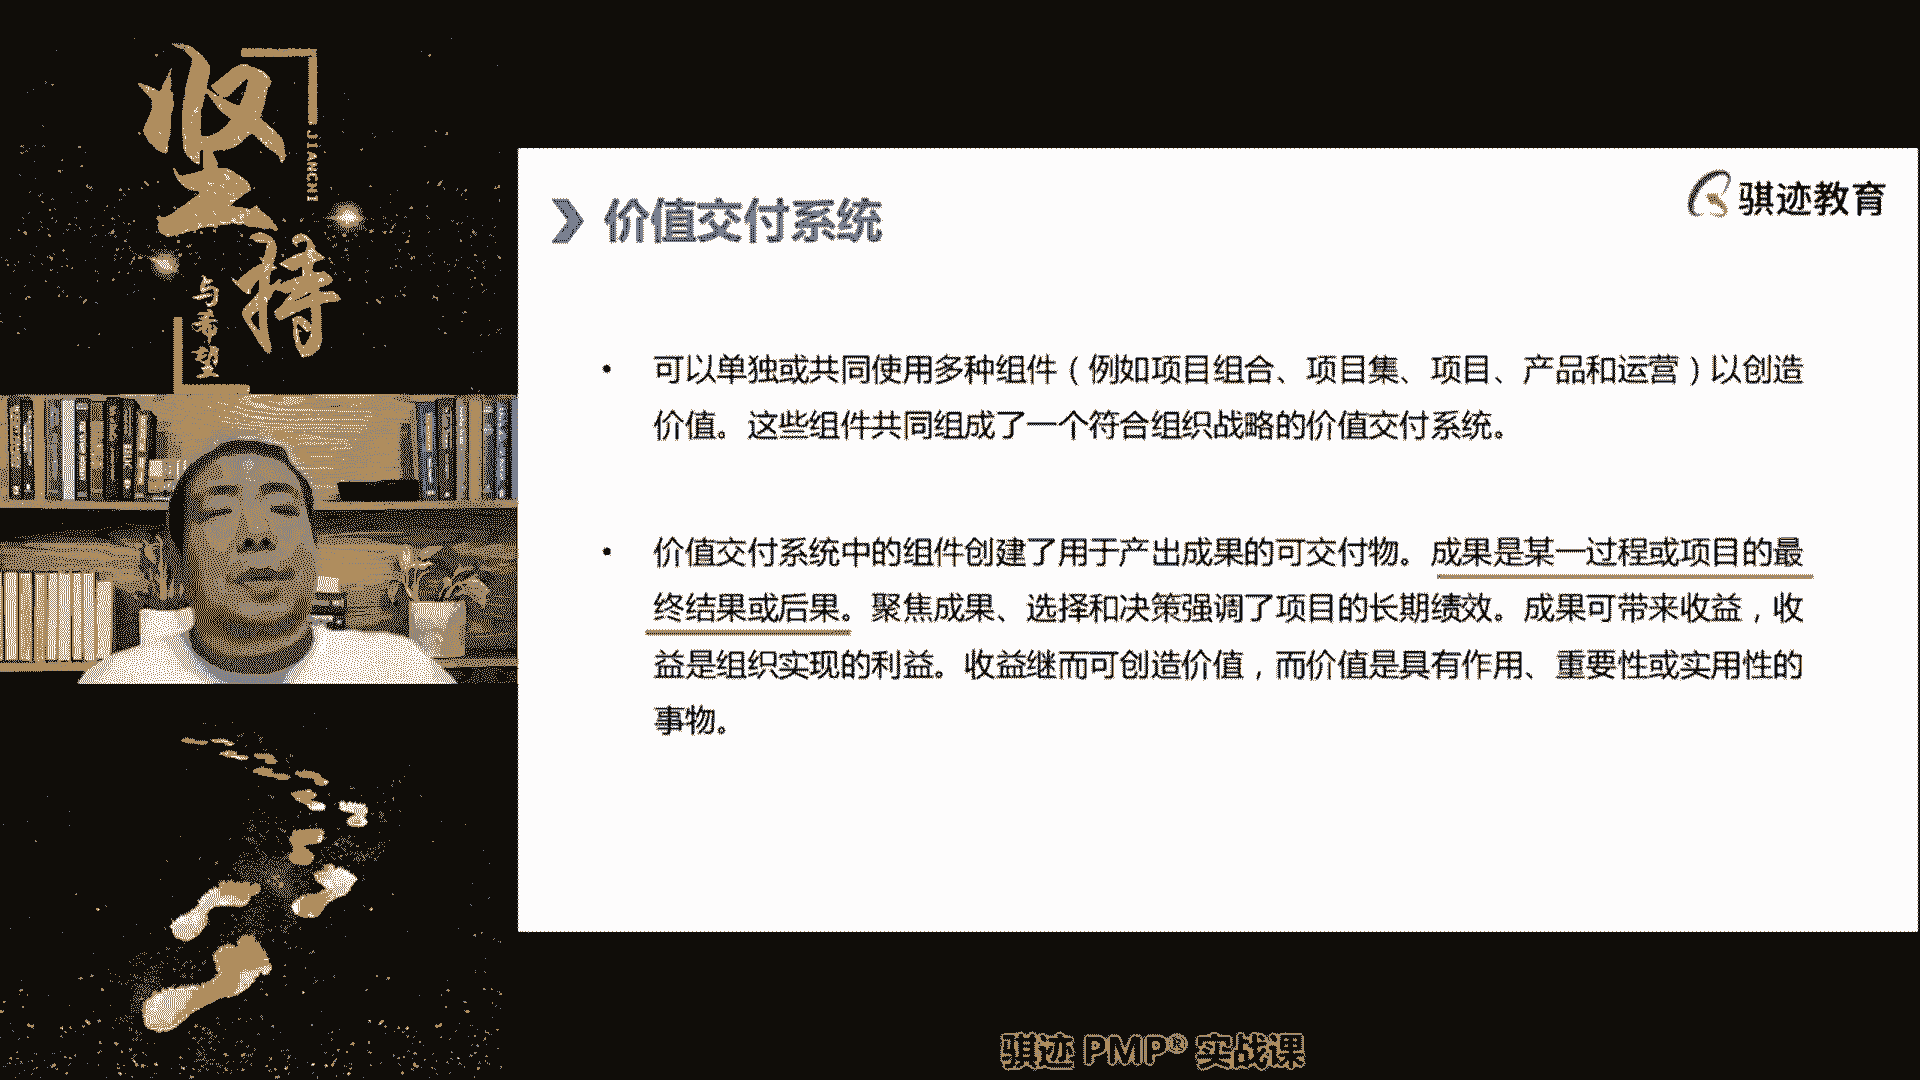 坚
持
JIANCHI
与希望
骐迹教育
价值交付系统
• 可以单独或共同使用多种组件（例如项目组合、项目集、项目、产品和运营）以创造
价值。这些组件共同组成了一个符合组织战略的价值交付系统。
• 价值交付系统中的组件创建了用于产出成果的可交付物。成果是某一过程或项目的最
终结果或后果。聚焦成果、选择和决策强调了项目的长期绩效。成果可带来收益，收
益是组织实现的利益。收益继而可创造价值，而价值是具有作用、重要性或实用性的
事物。
骐迹 PMP® 实战课